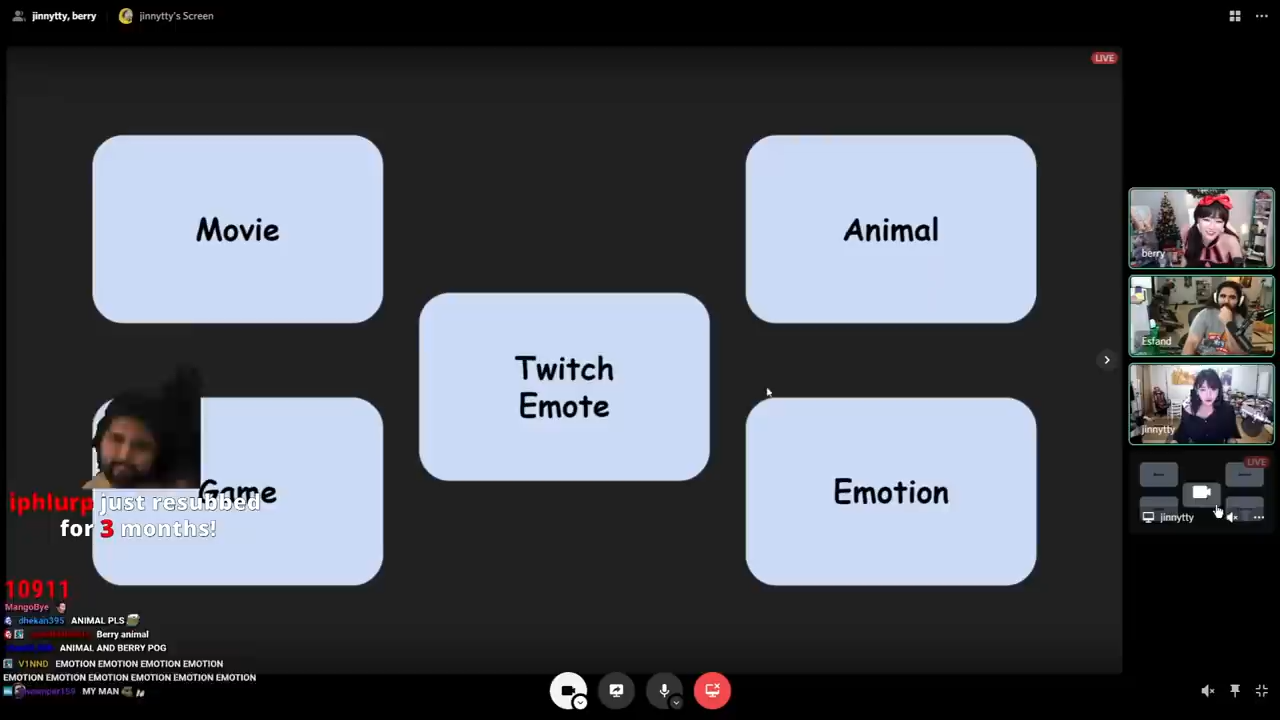 jinnytty, berry
jinnytty's Screen
LIVE
Movie
Animal
Twitch
Emote
Game
Emotion
berry
Esfand
jinnytty
LIVE
jinnytty
iphlurp just resubbed
for 3 months!
10911
MangoBye
dhekan395 ANIMAL PLS
Berry animal
ANIMAL AND BERRY POG
V1NND EMOTION EMOTION EMOTION EMOTION
EMOTION EMOTION EMOTION EMOTION EMOTION EMOTION
MY MAN